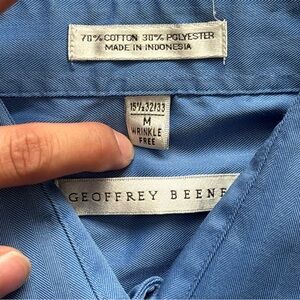 70% COTTON 30% POLYESTER
MADE IN INDONESIA
15½ 32/33
M
WRINKLE
FREE
GEOFFREY BEENE